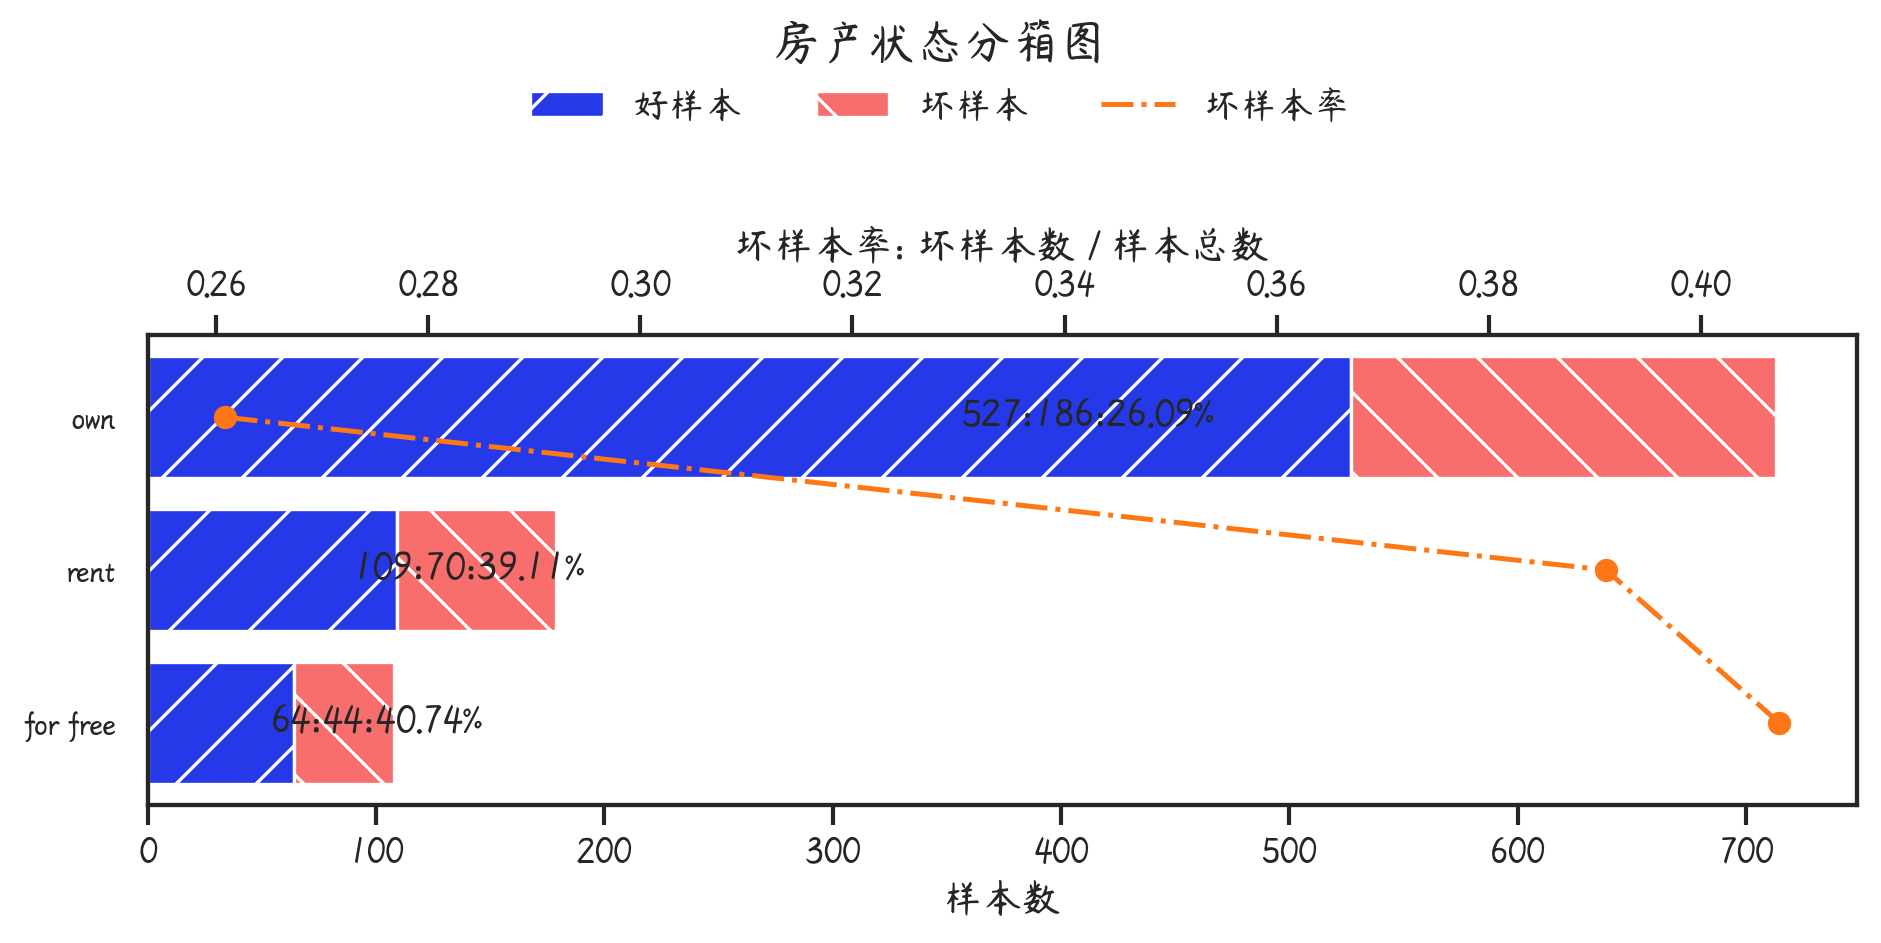 房产状态分箱图
好样本 坏样本 坏样本率
坏样本率: 坏样本数 / 样本总数
0.26 0.28 0.30 0.32 0.34 0.36 0.38 0.40
own 527:186:26.09%
rent 109:70:39.11%
for free 64:44:40.74%
0 100 200 300 400 500 600 700
样本数